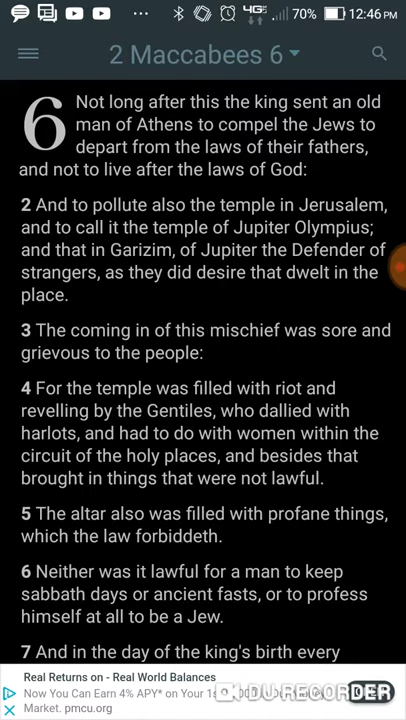 4G 70% 12:46 PM
2 Maccabees 6
6 Not long after this the king sent an old
man of Athens to compel the Jews to
depart from the laws of their fathers,
and not to live after the laws of God:
2 And to pollute also the temple in Jerusalem,
and to call it the temple of Jupiter Olympius;
and that in Garizim, of Jupiter the Defender of
strangers, as they did desire that dwelt in the
place.
3 The coming in of this mischief was sore and
grievous to the people:
4 For the temple was filled with riot and
revelling by the Gentiles, who dallied with
harlots, and had to do with women within the
circuit of the holy places, and besides that
brought in things that were not lawful.
5 The altar also was filled with profane things,
which the law forbiddeth.
6 Neither was it lawful for a man to keep
sabbath days or ancient fasts, or to profess
himself at all to be a Jew.
7 And in the day of the king's birth every
Real Returns on - Real World Balances
Now You Can Earn 4% APY* on Your 1st
Market. pmcu.org
DU RECORDER